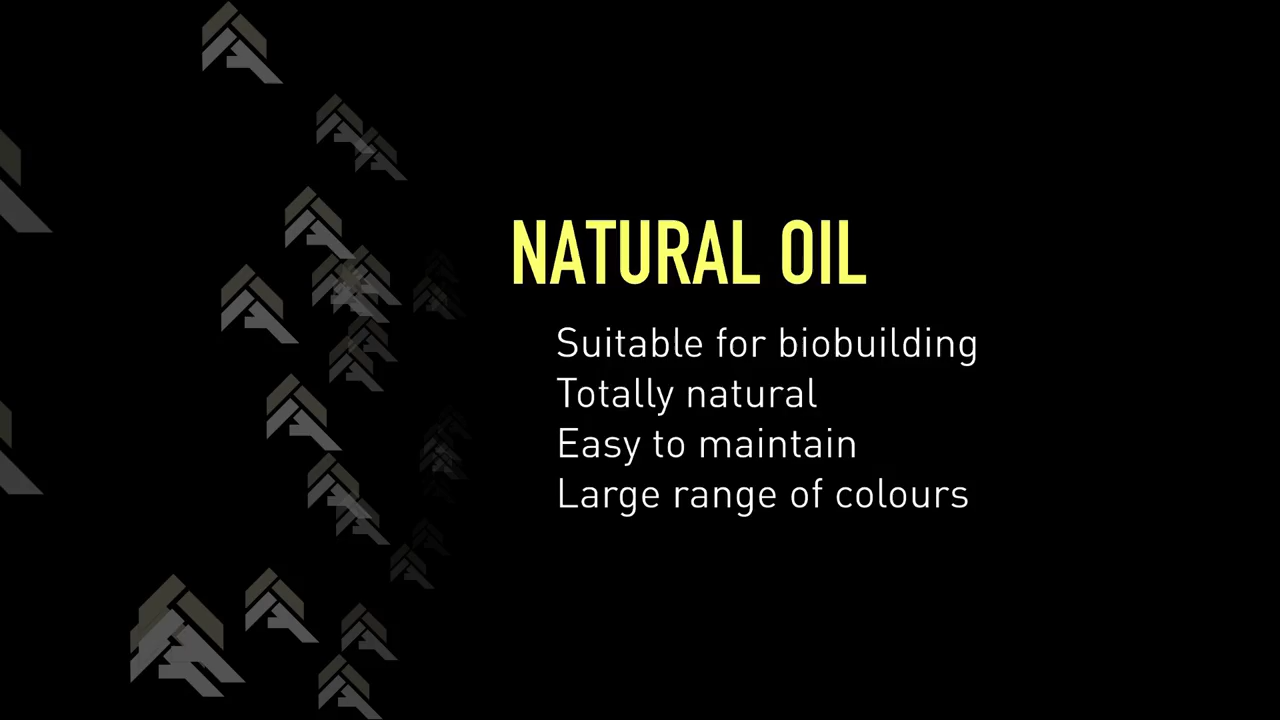 NATURAL OIL
Suitable for biobuilding
Totally natural
Easy to maintain
Large range of colours